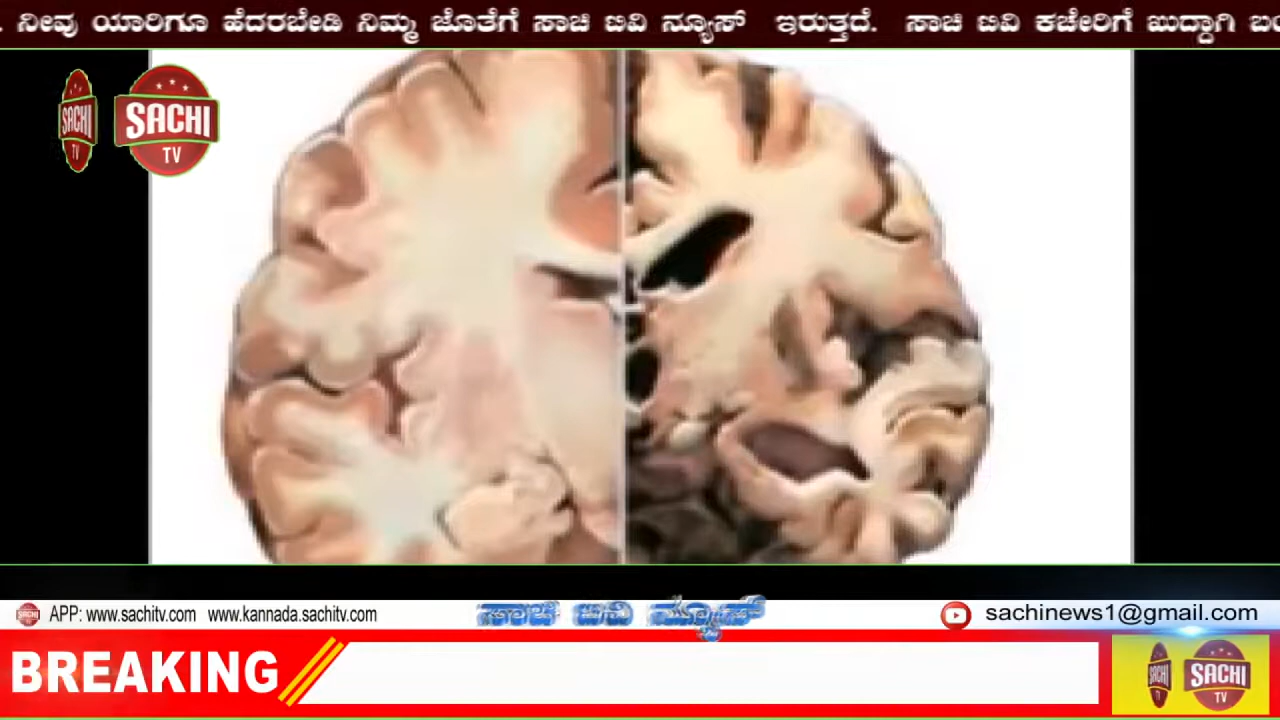 . ನೀವು ಯಾರಿಗೂ ಹೆದರಬೇಡಿ ನಿಮ್ಮ ಜೊತೆಗೆ ಸಾಚಿ ಟಿವಿ ನ್ಯೂಸ್ ಇರುತ್ತದೆ. ಸಾಚಿ ಟಿವಿ ಕಚೇರಿಗೆ ಖುದ್ದಾಗಿ
SACHI TV
SACHI TV
SACHI APP: www.sachitv.com www.kannada.sachitv.com
ಸಾಚಿ ಟಿವಿ ನ್ಯೂಸ್
sachinews1@gmail.com
BREAKING
SACHI TV
SACHI TV